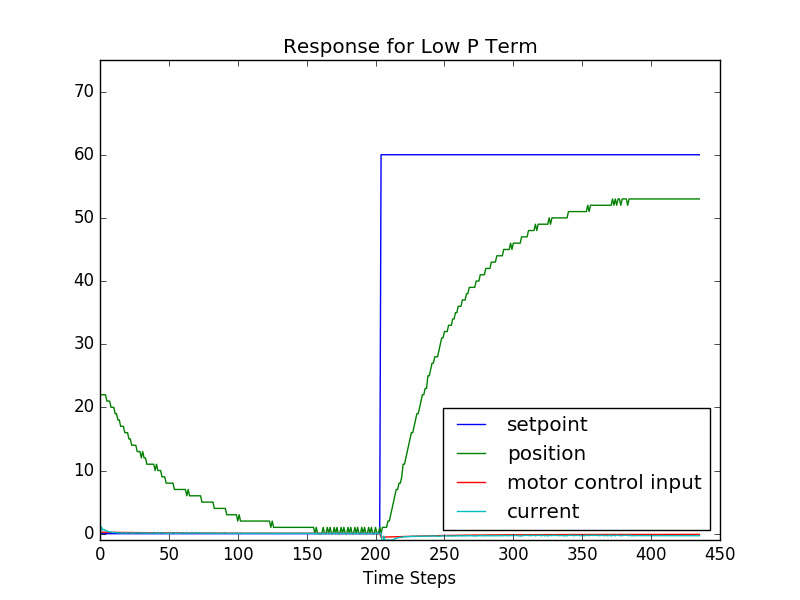 Response for Low P Term
70
60
50
40
30
20
10
0
setpoint
position
motor control input
current
0 50 100 150 200 250 300 350 400 450
Time Steps